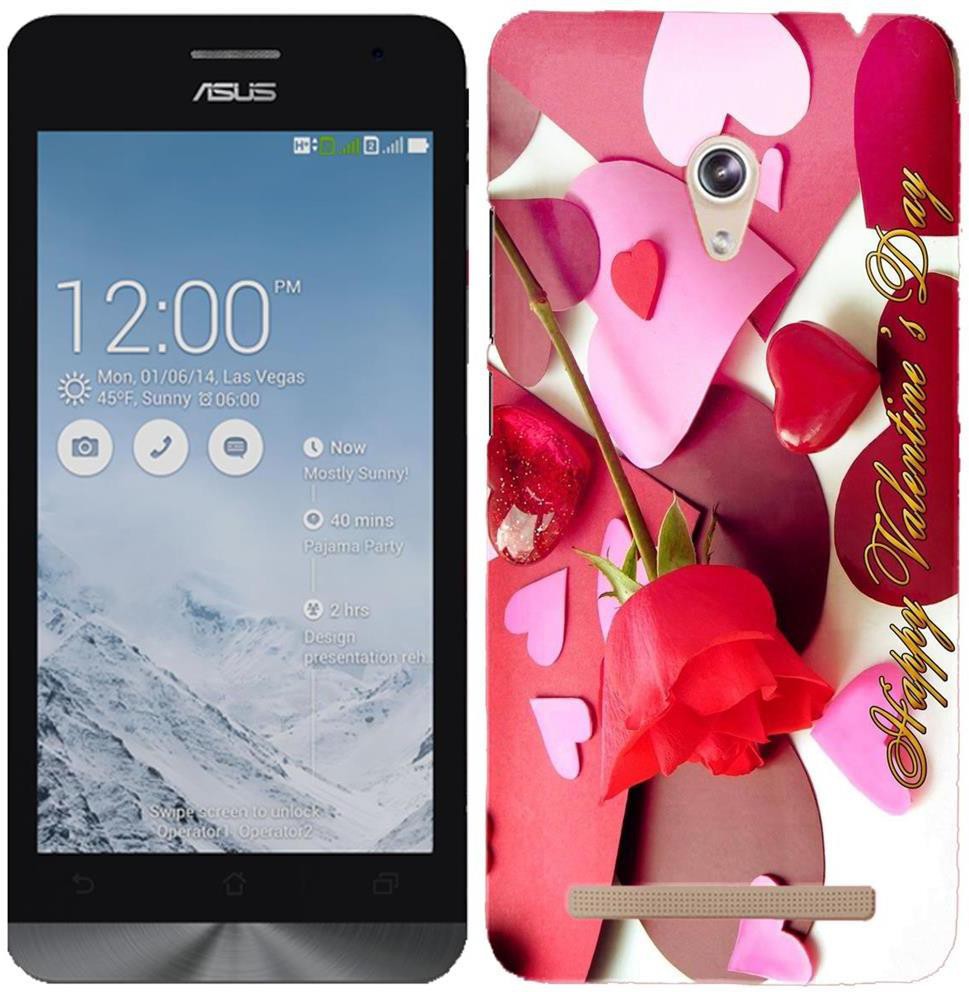 ASUS
H+ 2
12:00 PM
Mon, 01/06/14, Las Vegas
45ºF, Sunny 06:00
Now
Mostly Sunny!
40 mins
Pajama Party
2 hrs
Design
presentation reh..
Swipe screen to unlock
Operator1, Operator2
Happy Valentine's Day